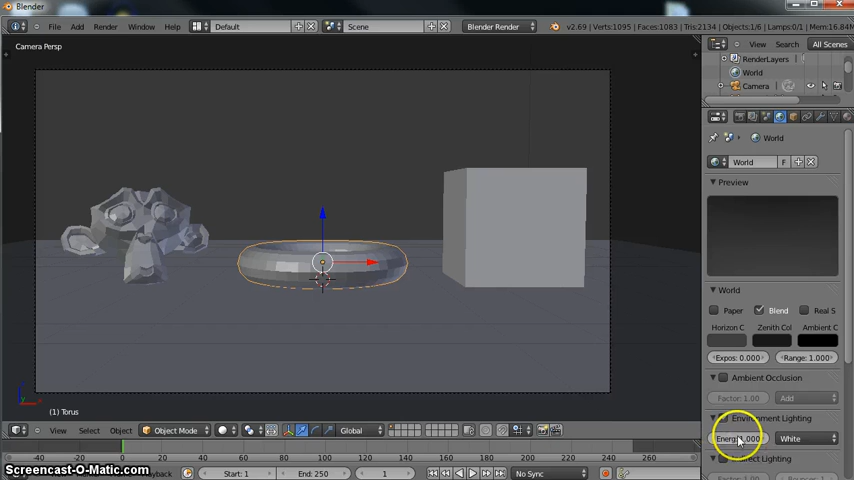 Blender
File Add Render Window Help Default Scene Blender Render v2.69 | Verts:1095 | Faces:1083 | Tris:2134 | Objects:1/6 | Lamps:0/1 | Mem:16.84M
View Search All Scenes
Camera Persp
RenderLayers
World
Camera
World
World F
Preview
World
Paper Blend Real S
Horizon C Zenith Col Ambient C
Expos: 0.000 Range: 1.000
Ambient Occlusion
Factor: 1.00 Add
(1) Torus
Environment Lighting
View Select Add Object Object Mode Global
White
Indirect Lighting
-40 -20 0 20 40 60 80 100 120 140 160 180 200 220 240 260
Screencast-O-Matic.com Playback Start: 1 End: 250 1 No Sync